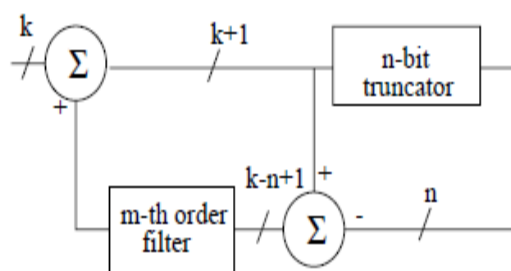 k
Σ
+
k+1
n-bit
truncator
m-th order
filter
k-n+1
+
Σ
-
n